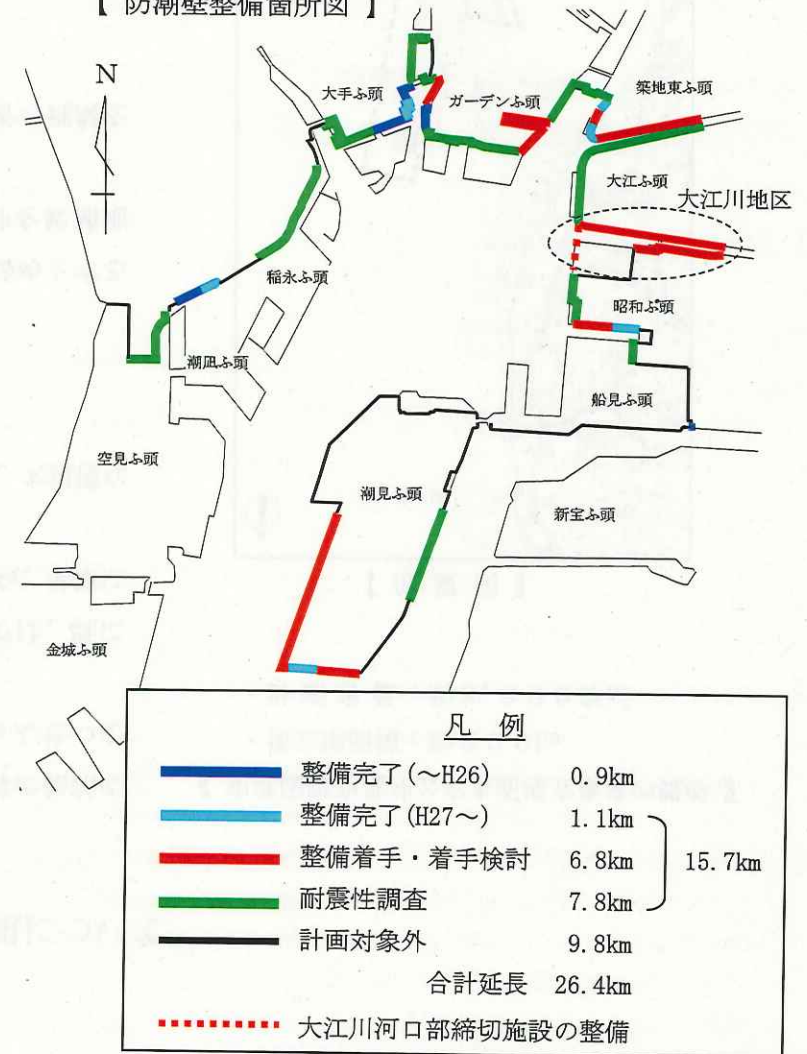 【 防潮壁整備箇所図 】
N
大手ふ頭
ガーデンふ頭
築地東ふ頭
大江ふ頭
大江川地区
稲永ふ頭
昭和ふ頭
潮凪ふ頭
船見ふ頭
空見ふ頭
潮見ふ頭
新宝ふ頭
金城ふ頭
凡 例
整備完了(～H26) 0.9km
整備完了(H27～) 1.1km
整備着手・着手検討 6.8km 15.7km
耐震性調査 7.8km
計画対象外 9.8km
合計延長 26.4km
大江川河口部締切施設の整備